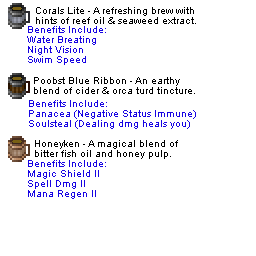 Corals Lite - A refreshing brew with
hints of reef oil & seaweed extract.
Benefits Include:
Water Breating
Night Vision
Swim Speed
Poobst Blue Ribbon - An earthy
blend of cider & orca turd tincture.
Benefits Include:
Panacea (Negative Status Immune)
Soulsteal (Dealing dmg heals you)
Honeyken - A magical blend of
bitter fish oil and honey pulp.
Benefits Include:
Magic Shield II
Spell Dmg II
Mana Regen II